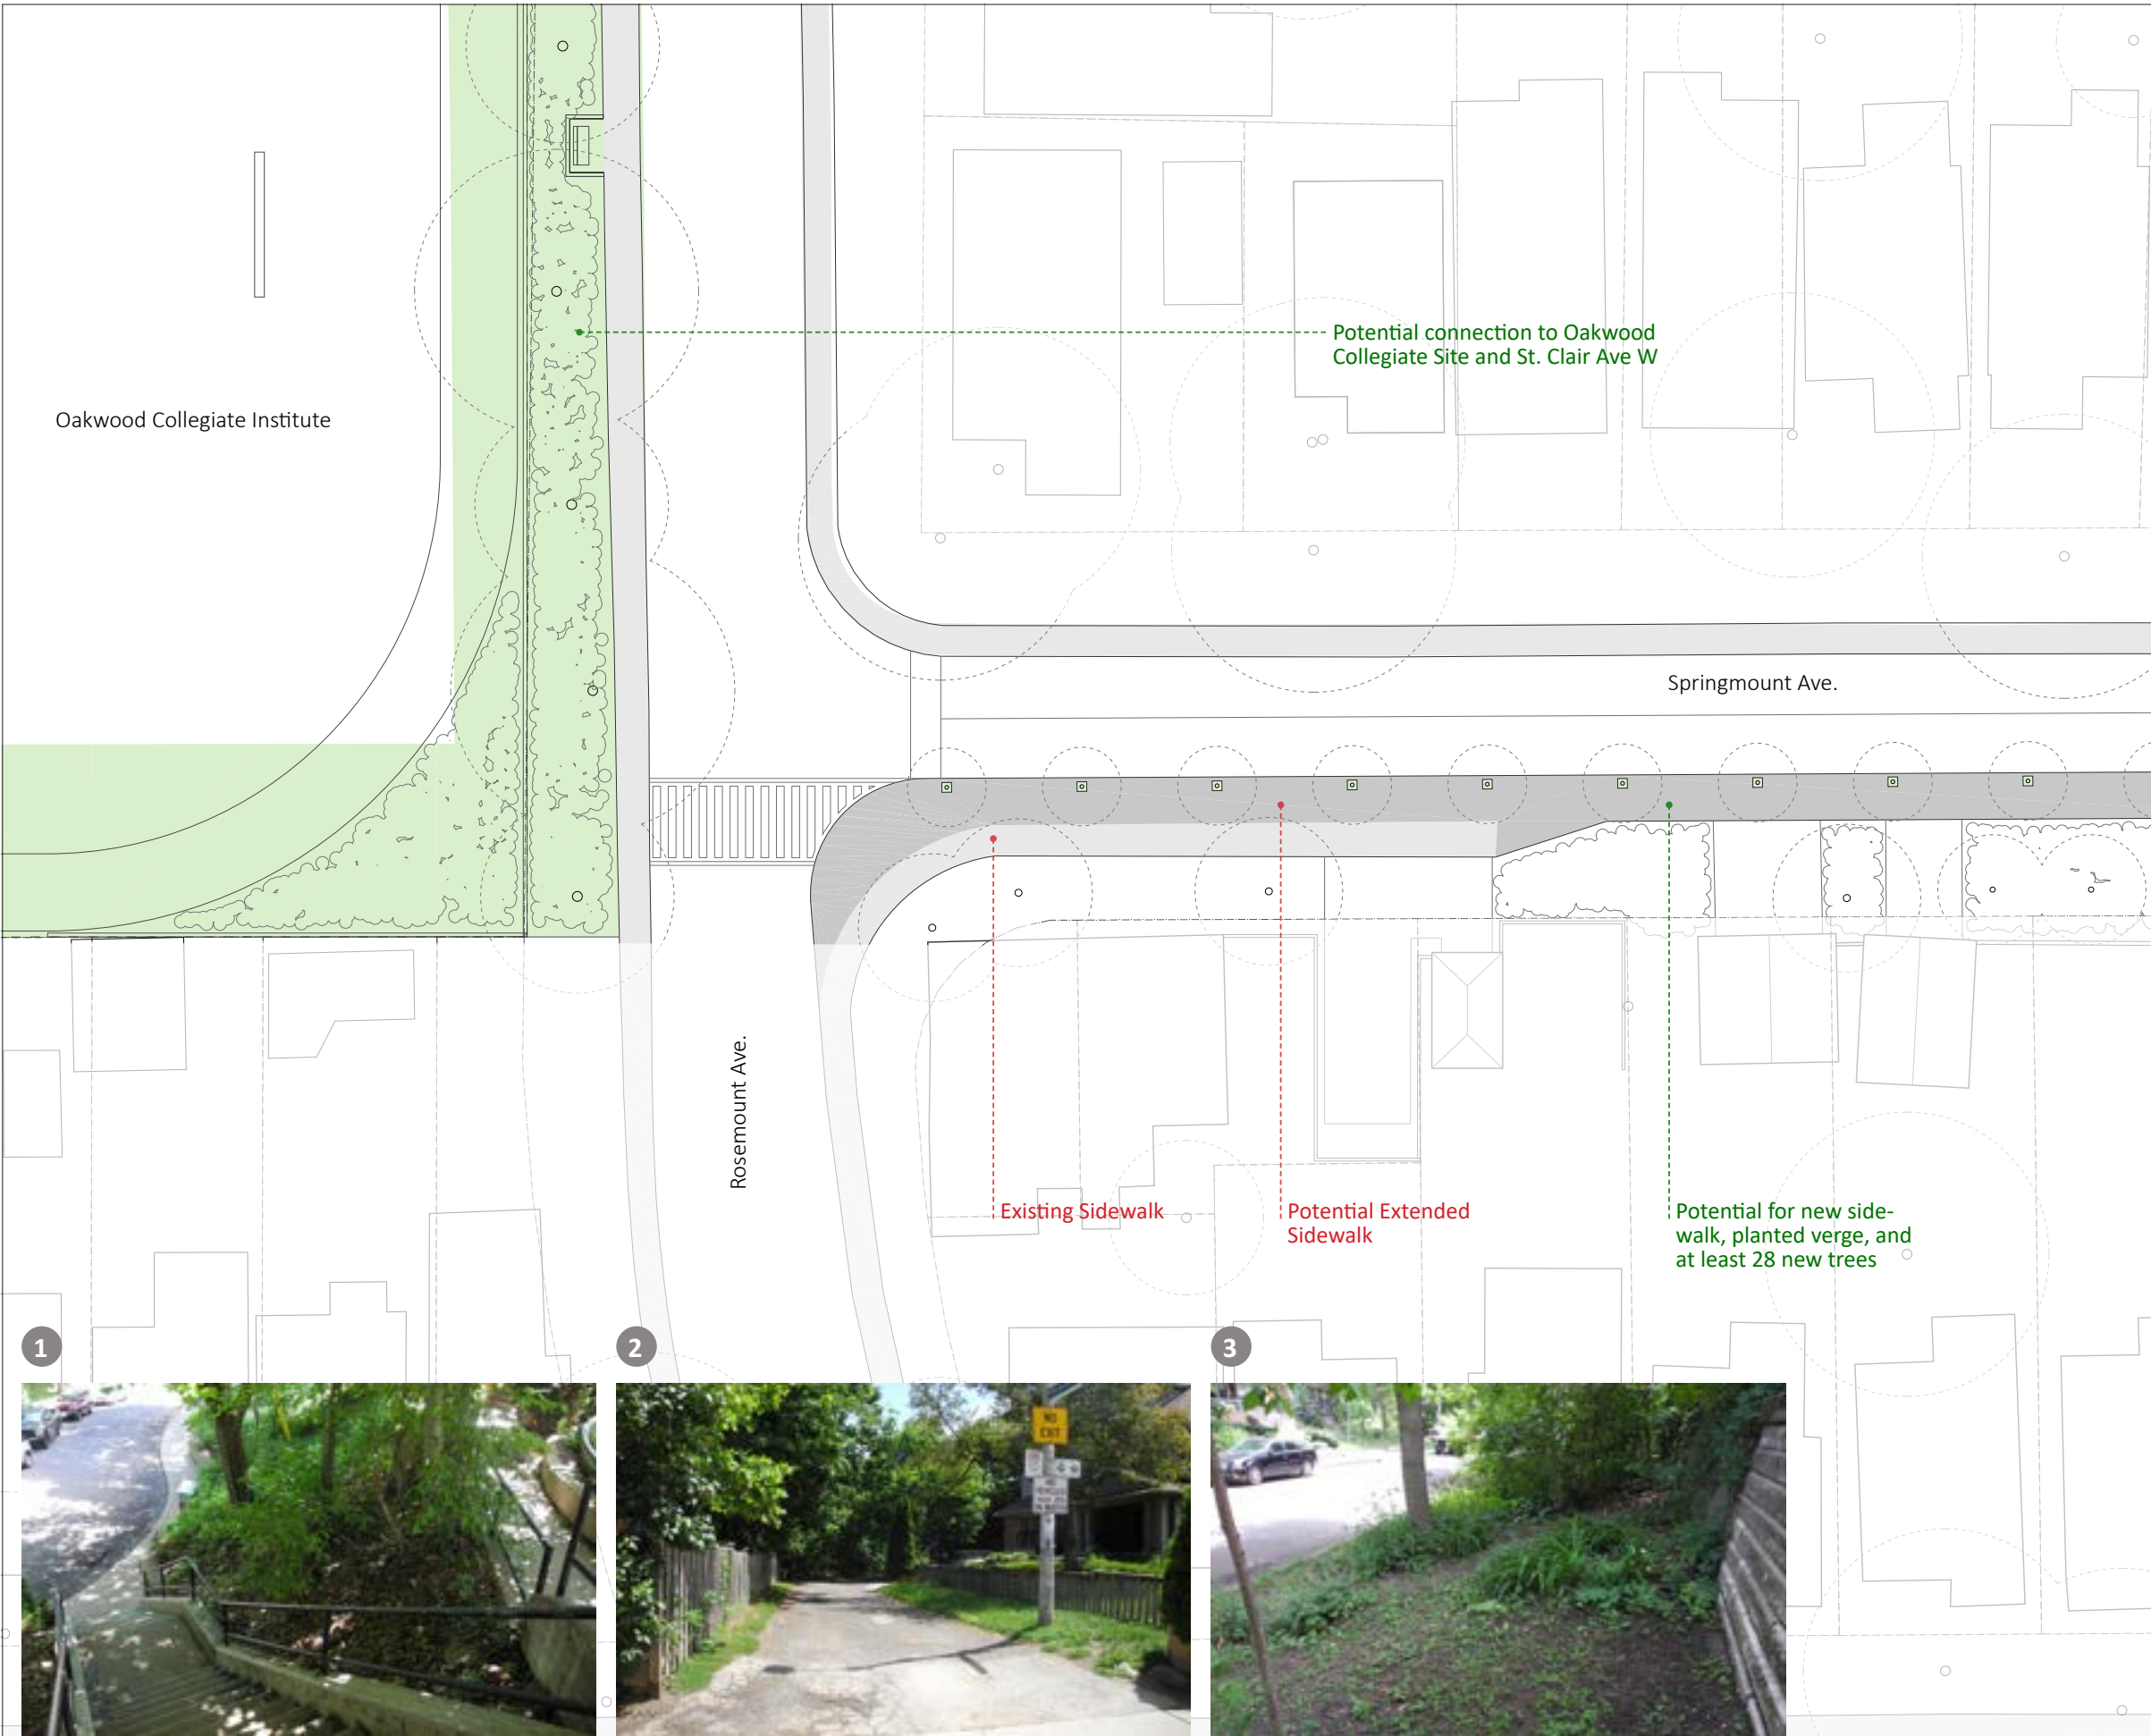 Potential connection to Oakwood
Collegiate Site and St. Clair Ave W
Oakwood Collegiate Institute
Springmount Ave.
Rosemount Ave.
Existing Sidewalk
Potential Extended
Sidewalk
Potential for new side-
walk, planted verge, and
at least 28 new trees
1
2
3
NO
EXIT